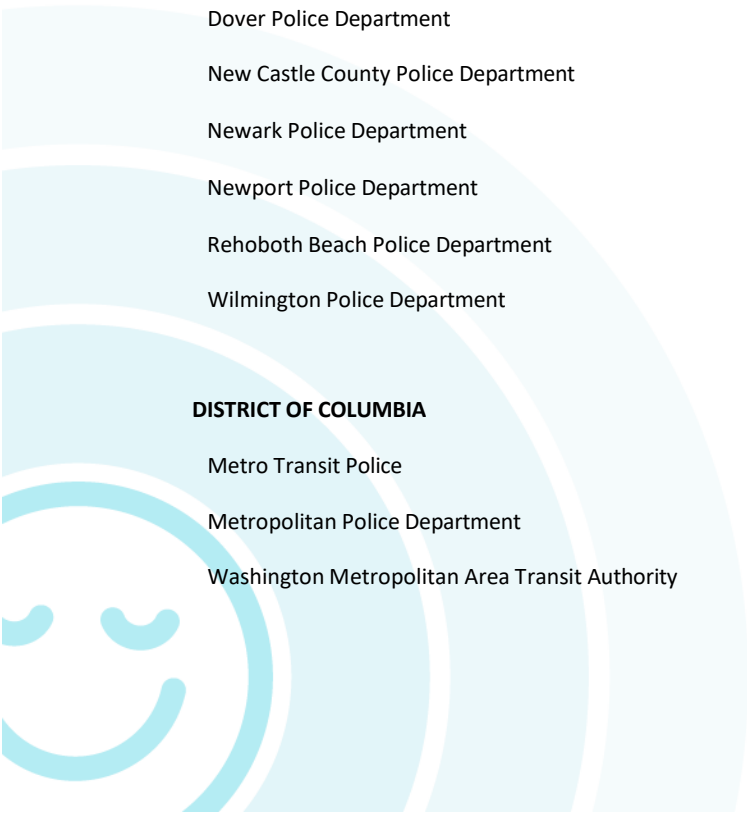 Dover Police Department
New Castle County Police Department
Newark Police Department
Newport Police Department
Rehoboth Beach Police Department
Wilmington Police Department
DISTRICT OF COLUMBIA
Metro Transit Police
Metropolitan Police Department
Washington Metropolitan Area Transit Authority